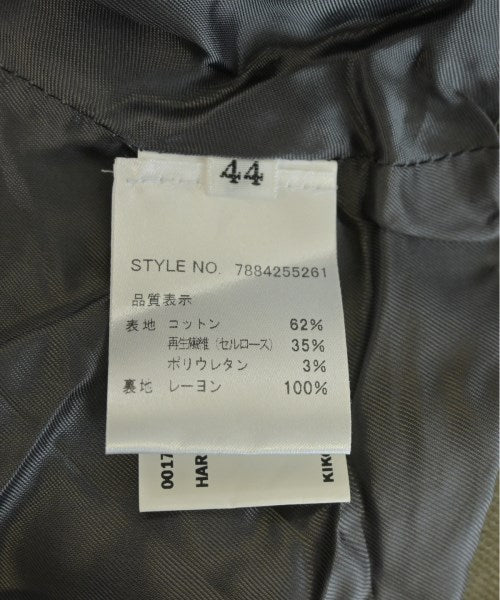 44
STYLE NO. 7884255261
品質表示
表地 コットン 62%
再生繊維(セルロース) 35%
ポリウレタン 3%
裏地 レーヨン 100%
0017
HAR
KIK